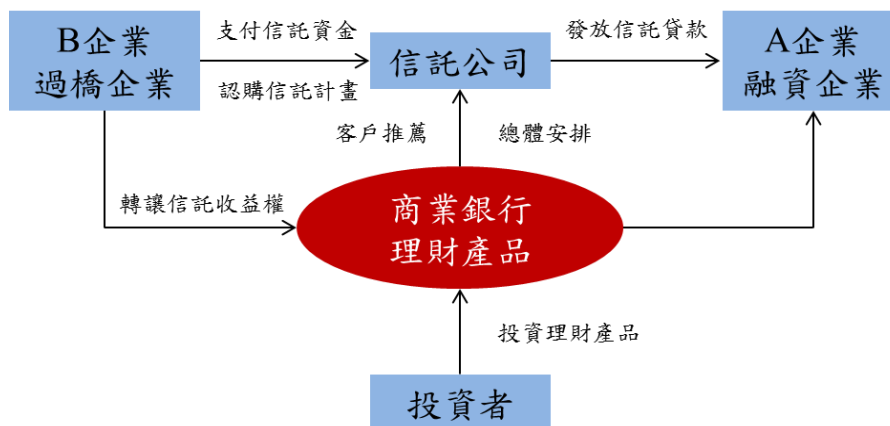 B企業
過橋企業
支付信託資金
認購信託計畫
信託公司
發放信託貸款
A企業
融資企業
客戶推薦
總體安排
轉讓信託收益權
商業銀行
理財產品
投資理財產品
投資者